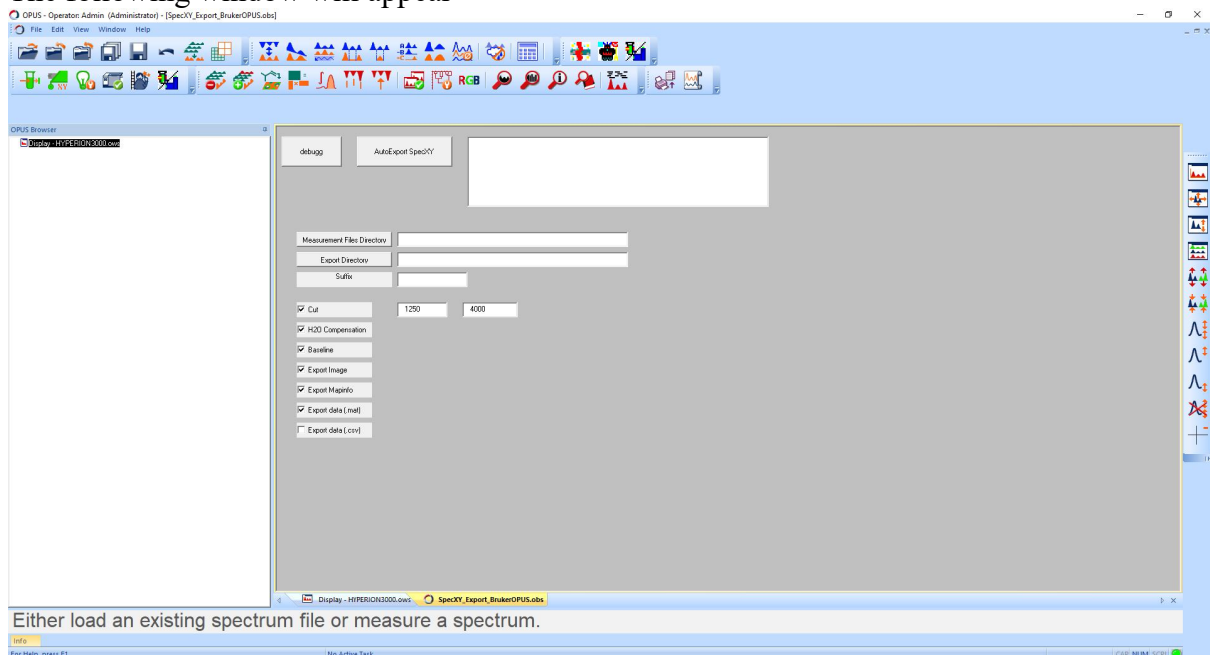 The following window will appear
OPUS - Operator: Admin (Administrator) - [SpecXY_Export_BrukerOPUS.obs]
File Edit View Window Help
XY
RGB
OPUS Browser
Display - HYPERION3000.ows
debugg
AutoExport SpecXY
Measurement Files Directory
Export Directory
Suffix
Cut 1250 4000
H2O Compensation
Baseline
Export Image
Export Mapinfo
Export data (.mat)
Export data (.csv)
Display - HYPERION3000.ows SpecXY_Export_BrukerOPUS.obs
Either load an existing spectrum file or measure a spectrum.
Info
For Help, press F1 No Active Task CAP NUM SCRL